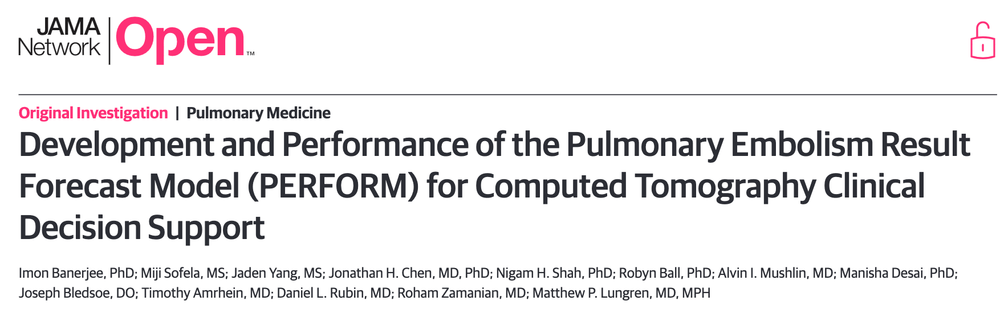 JAMA
Network
Open™
Original Investigation | Pulmonary Medicine
Development and Performance of the Pulmonary Embolism Result
Forecast Model (PERFORM) for Computed Tomography Clinical
Decision Support
Imon Banerjee, PhD; Miji Sofela, MS; Jaden Yang, MS; Jonathan H. Chen, MD, PhD; Nigam H. Shah, PhD; Robyn Ball, PhD; Alvin I. Mushlin, MD; Manisha Desai, PhD;
Joseph Bledsoe, DO; Timothy Amrhein, MD; Daniel L. Rubin, MD; Roham Zamanian, MD; Matthew P. Lungren, MD, MPH